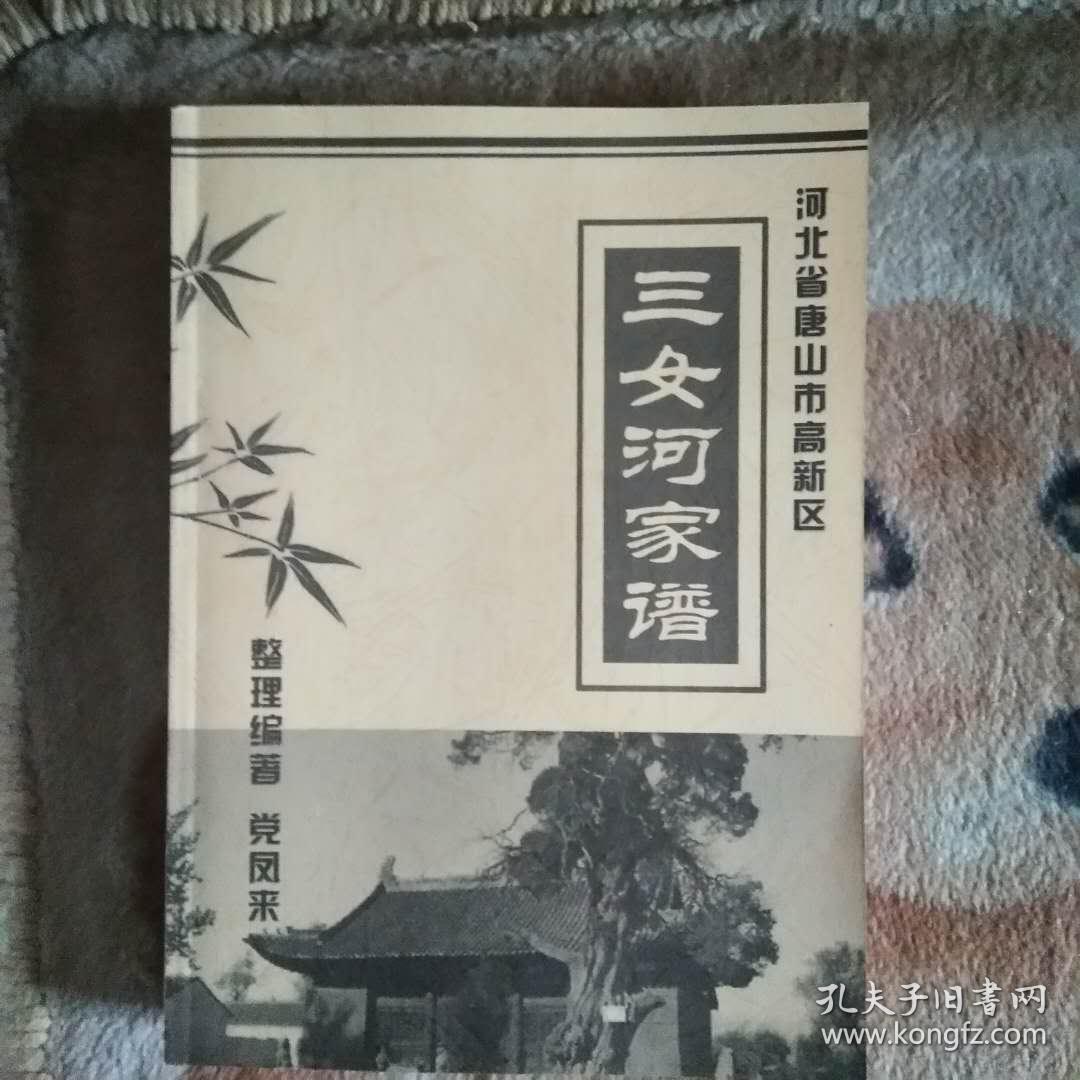 河北省唐山市高新区
三女河家谱
整理编著 党凤来
孔夫子旧書网
www.kongfz.com